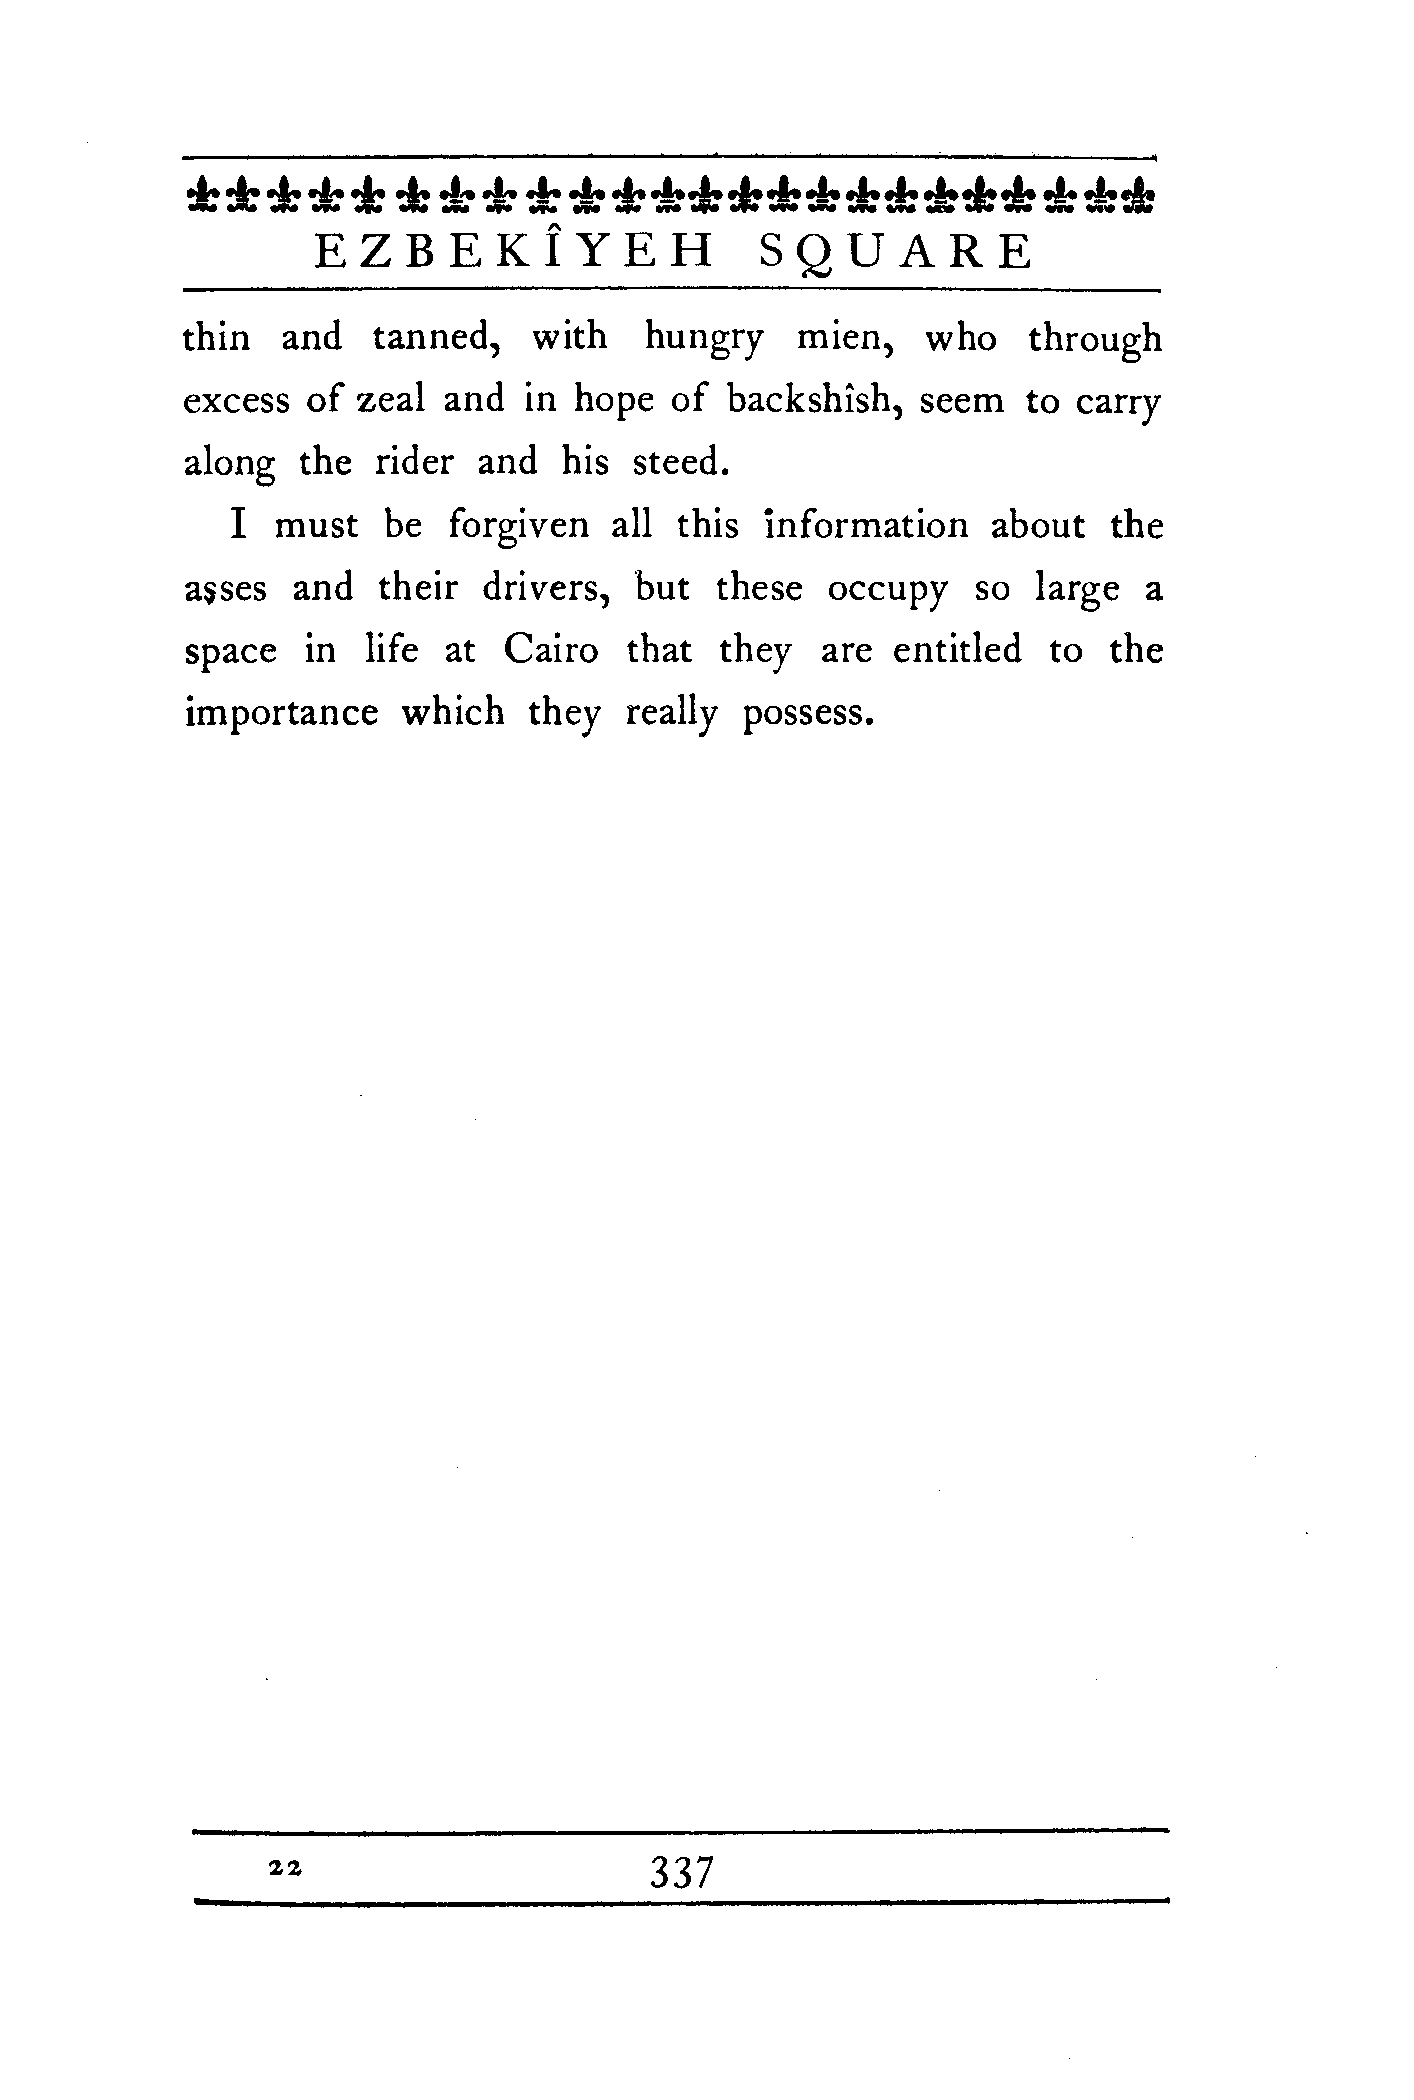 EZBEKÎYEH SQUARE
thin and tanned, with hungry mien, who through
excess of zeal and in hope of backshîsh, seem to carry
along the rider and his steed.
I must be forgiven all this information about the
asses and their drivers, but these occupy so large a
space in life at Cairo that they are entitled to the
importance which they really possess.
22 337